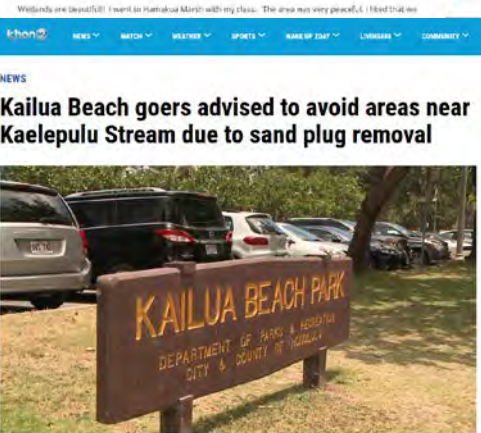 Wetlands are beautiful! I went to Hamakua Marsh with my class. The area was very peaceful. I liked that we
khon2 NEWS WATCH WEATHER SPORTS WAKE UP 2DAY LIVING808 COMMUNITY
NEWS
Kailua Beach goers advised to avoid areas near
Kaelepulu Stream due to sand plug removal
KAILUA BEACH PARK
DEPARTMENT OF PARKS & RECREATION
CITY & COUNTY OF HONOLULU